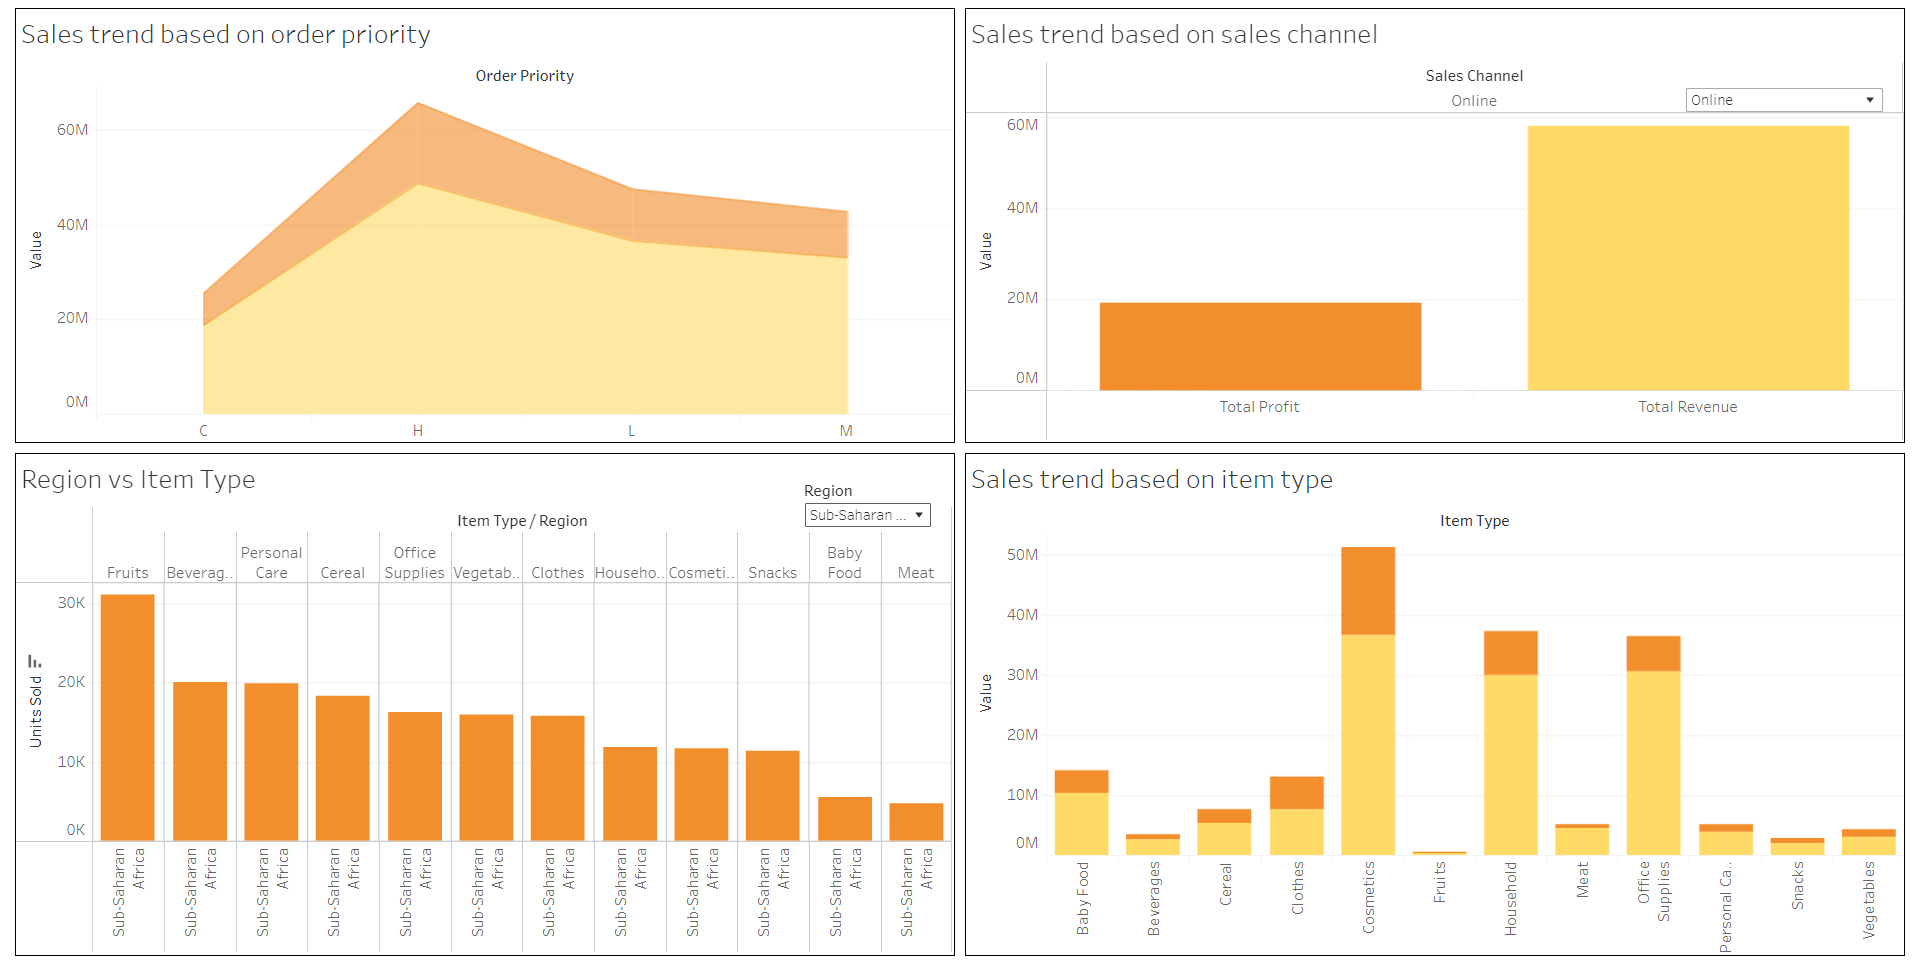 Sales trend based on order priority
Order Priority
60M
40M
20M
0M
Value
C H L M
Sales trend based on sales channel
Sales Channel
Online
Online
60M
40M
20M
0M
Value
Total Profit Total Revenue
Region vs Item Type
Region
Sub-Saharan ...
Item Type / Region
Fruits
Beverag..
Personal
Care
Cereal
Office
Supplies
Vegetab..
Clothes
Househo..
Cosmeti..
Snacks
Baby
Food
Meat
30K
20K
10K
0K
Units Sold
Sub-Saharan
Africa
Sub-Saharan
Africa
Sub-Saharan
Africa
Sub-Saharan
Africa
Sub-Saharan
Africa
Sub-Saharan
Africa
Sub-Saharan
Africa
Sub-Saharan
Africa
Sub-Saharan
Africa
Sub-Saharan
Africa
Sub-Saharan
Africa
Sub-Saharan
Africa
Sales trend based on item type
Item Type
50M
40M
30M
20M
10M
0M
Value
Baby Food
Beverages
Cereal
Clothes
Cosmetics
Fruits
Household
Meat
Office
Supplies
Personal Ca..
Snacks
Vegetables